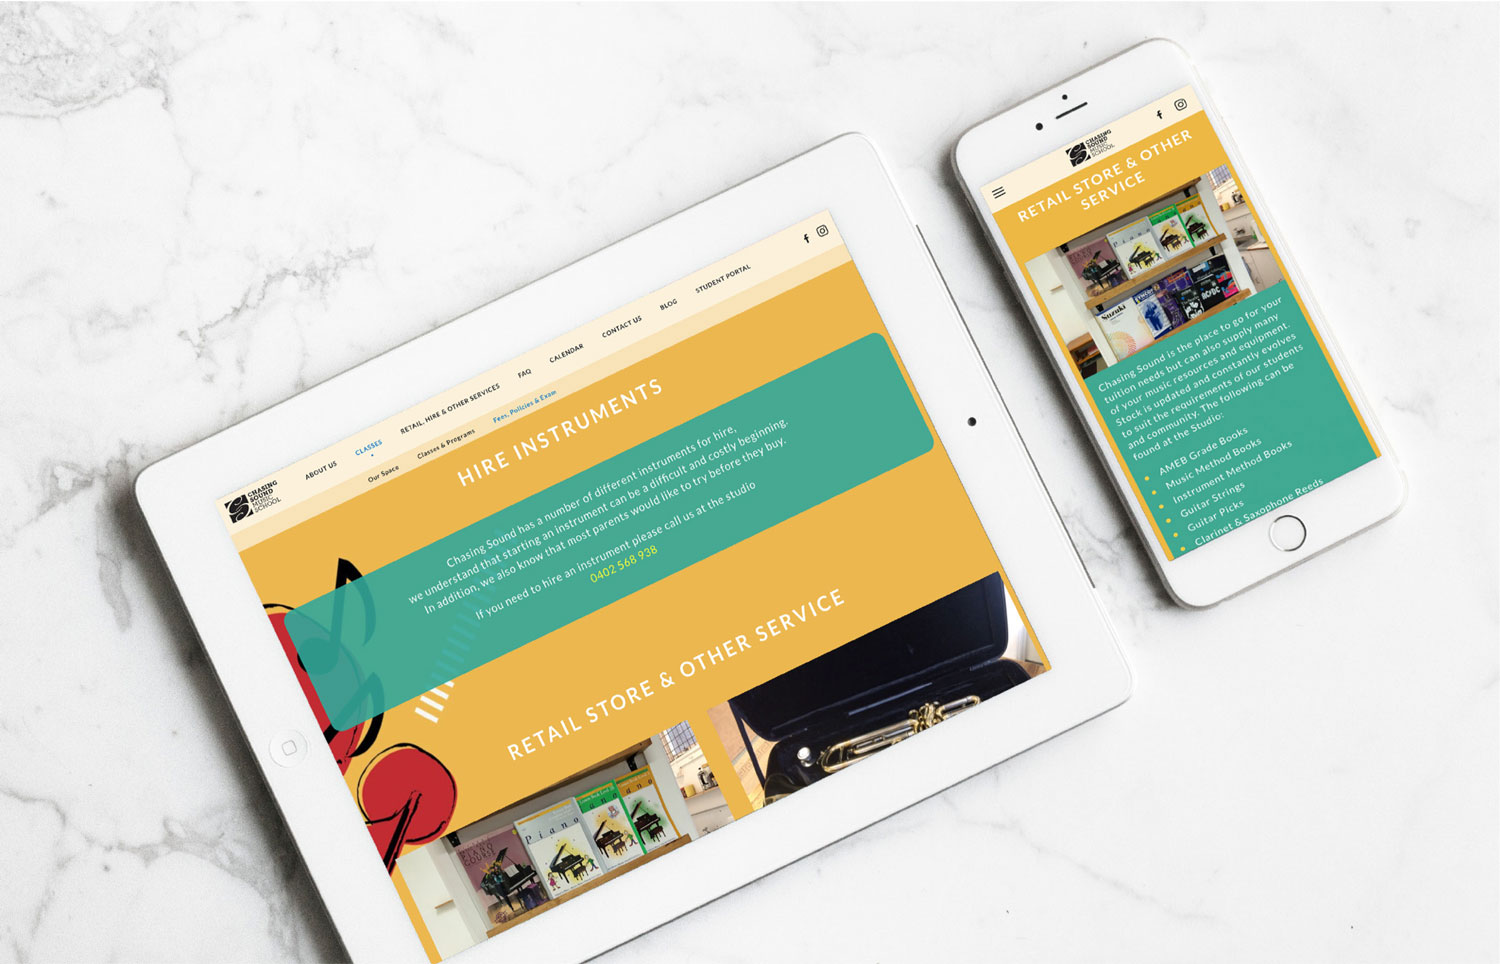 CHASING
SOUND
MUSIC
SCHOOL
ABOUT US
CLASSES
RETAIL, HIRE & OTHER SERVICES
FAQ
CALENDAR
CONTACT US
BLOG
STUDENT PORTAL
Our Space
Classes & Programs
Fees, Policies & Exam
HIRE INSTRUMENTS
Chasing Sound has a number of different instruments for hire,
we understand that starting an instrument can be a difficult and costly beginning.
In addition, we also know that most parents would like to try before they buy.
If you need to hire an instrument please call us at the studio
0402 568 938
RETAIL STORE & OTHER SERVICE
PIANO
COURSE
Piano
CHASING
SOUND
MUSIC
SCHOOL
RETAIL STORE & OTHER
SERVICE
Piano
Suzuki
AC/DC
Chasing Sound is the place to go for your
tuition needs but can also supply many
of your music resources and equipment.
Stock is updated and constantly evolves
to suit the requirements of our students
and community. The following can be
found at the Studio:
AMEB Grade Books
Music Method Books
Instrument Method Books
Guitar Strings
Guitar Picks
Clarinet & Saxophone Reeds